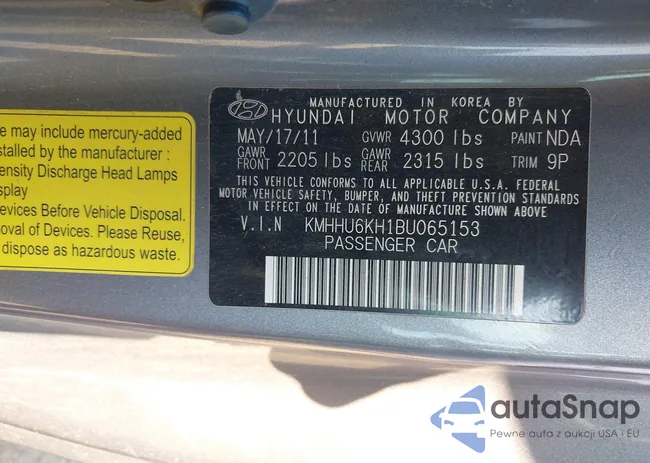 e may include mercury-added
stalled by the manufacturer :
ensity Discharge Head Lamps
splay
evices Before Vehicle Disposal.
oval of Devices. Please Reuse,
dispose as hazardous waste.
MANUFACTURED IN KOREA BY
HYUNDAI MOTOR COMPANY
MAY/17/11 GVWR 4300 lbs PAINT NDA
GAWR FRONT 2205 lbs GAWR REAR 2315 lbs TRIM 9P
THIS VEHICLE CONFORMS TO ALL APPLICABLE U.S.A. FEDERAL
MOTOR VEHICLE SAFETY, BUMPER, AND THEFT PREVENTION STANDARDS
IN EFFECT ON THE DATE OF MANUFACTURE SHOWN ABOVE.
V.I.N KMHHU6KH1BU065153
PASSENGER CAR
autaSnap
Pewne auta z aukcji USA i EU